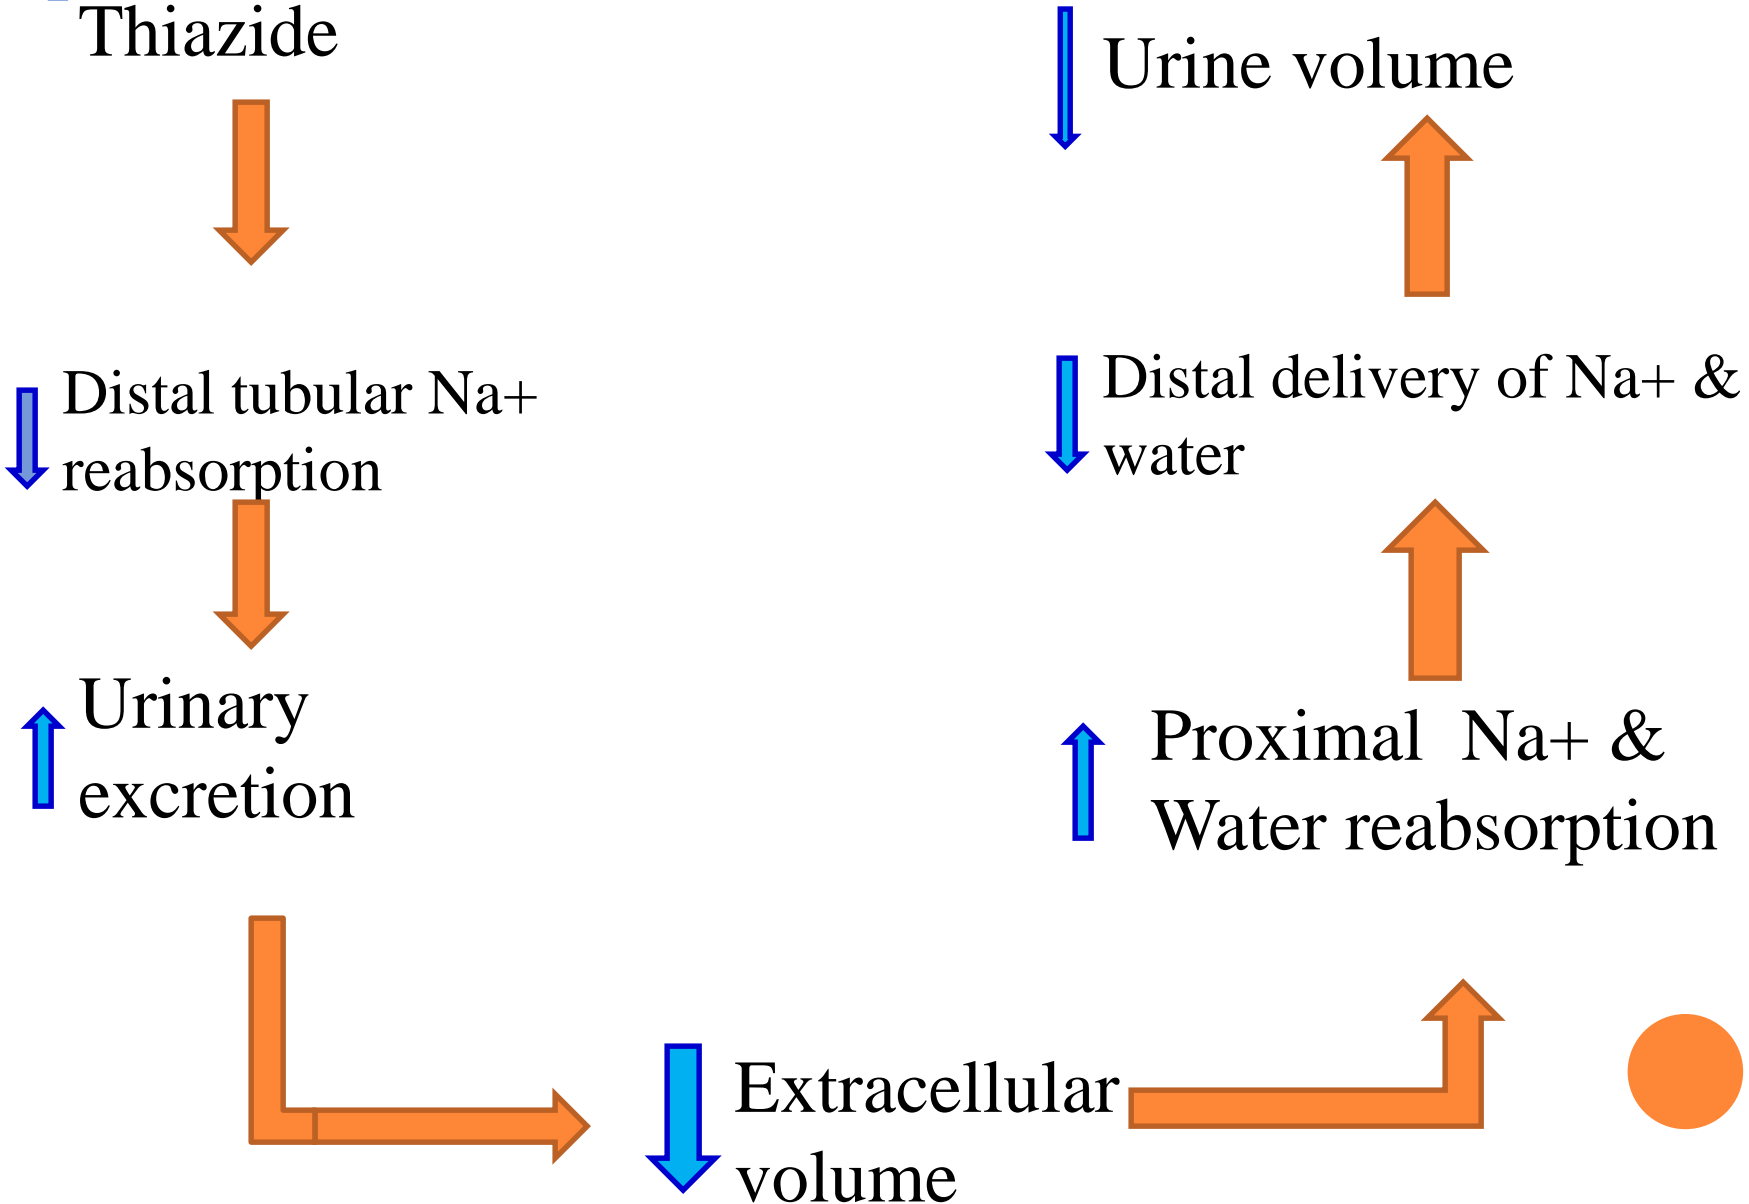 Thiazide
Distal tubular Na+
reabsorption
Urinary
excretion
Extracellular
volume
Proximal  Na+ &
Water reabsorption
Distal delivery of Na+ &
water
Urine volume